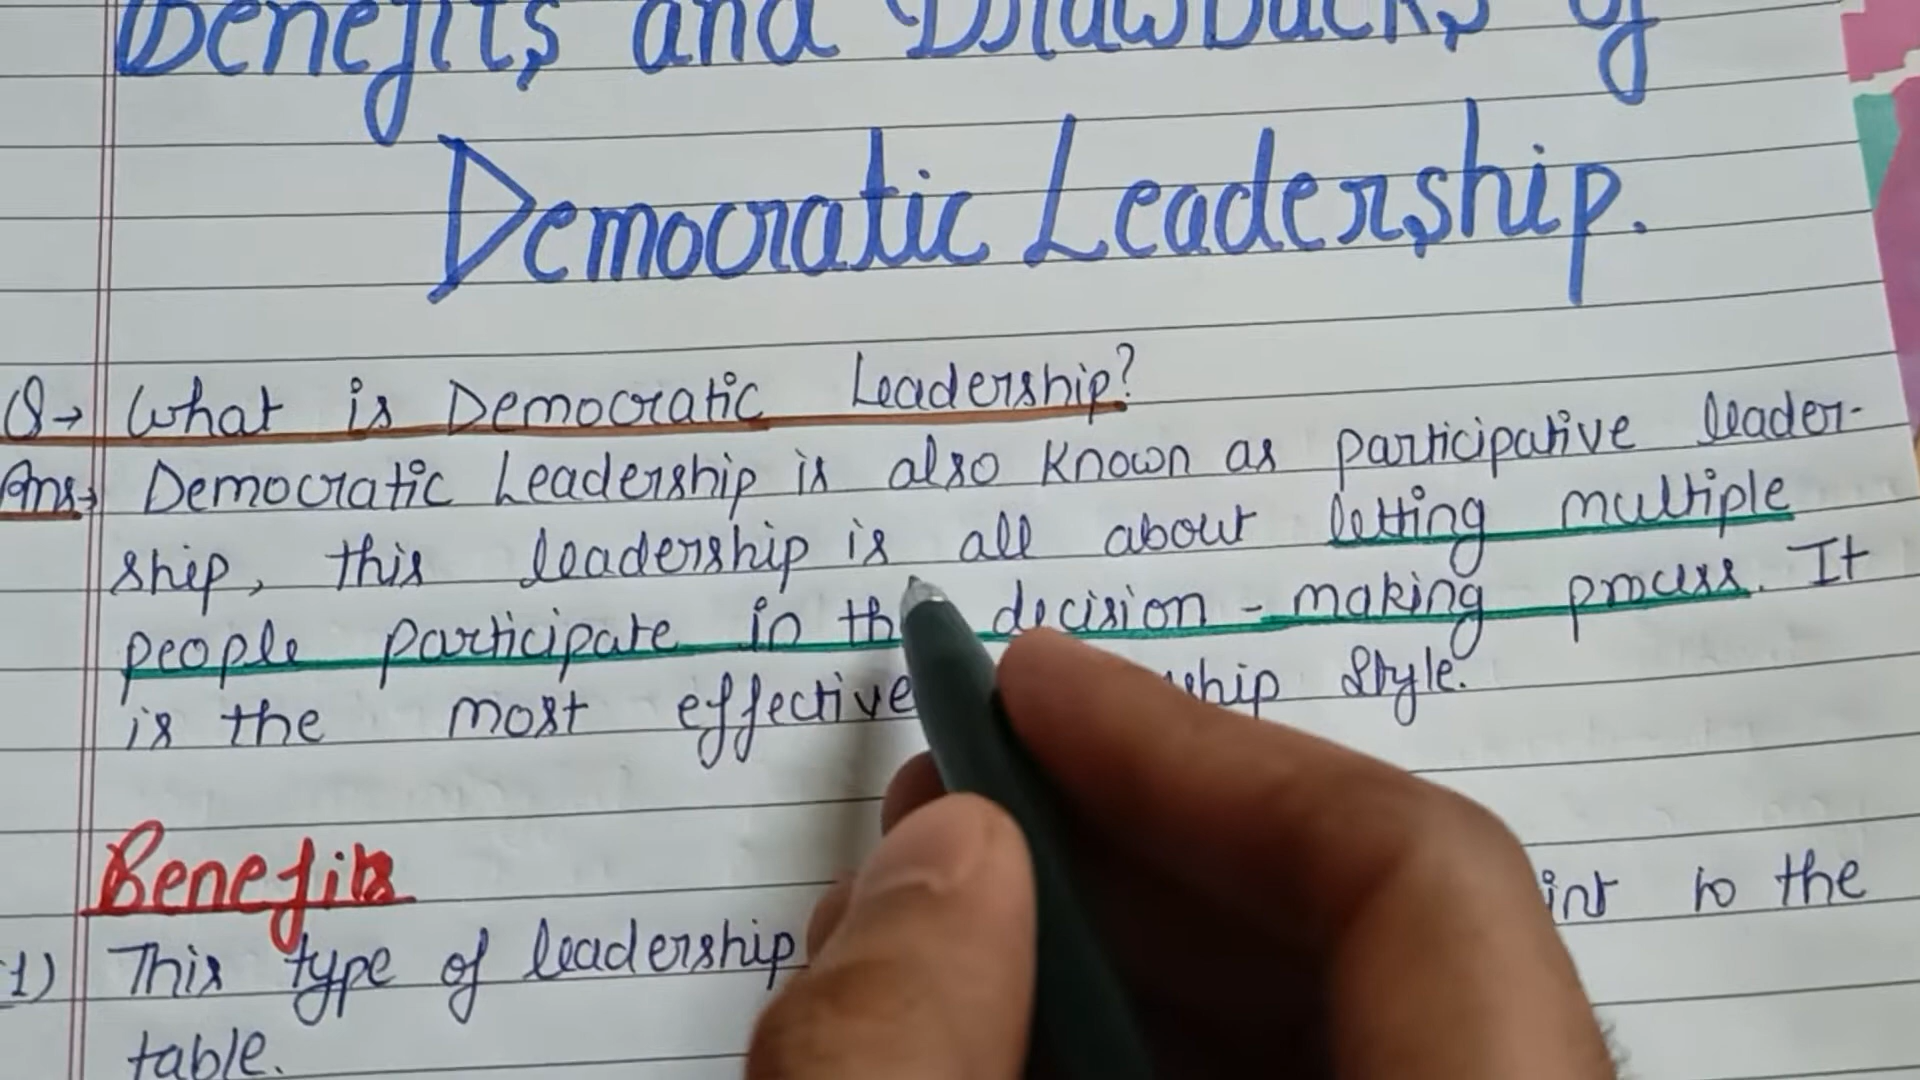 Benefits and Drawbacks of
Democratic Leadership.
Q→ What is Democratic Leadership?
Ans→ Democratic Leadership is also known as participative leader-
ship, this leadership is all about letting multiple
people participate in the decision-making process. It
is the most effective ship Style.
Benefits
1) This type of leadership int to the
table.